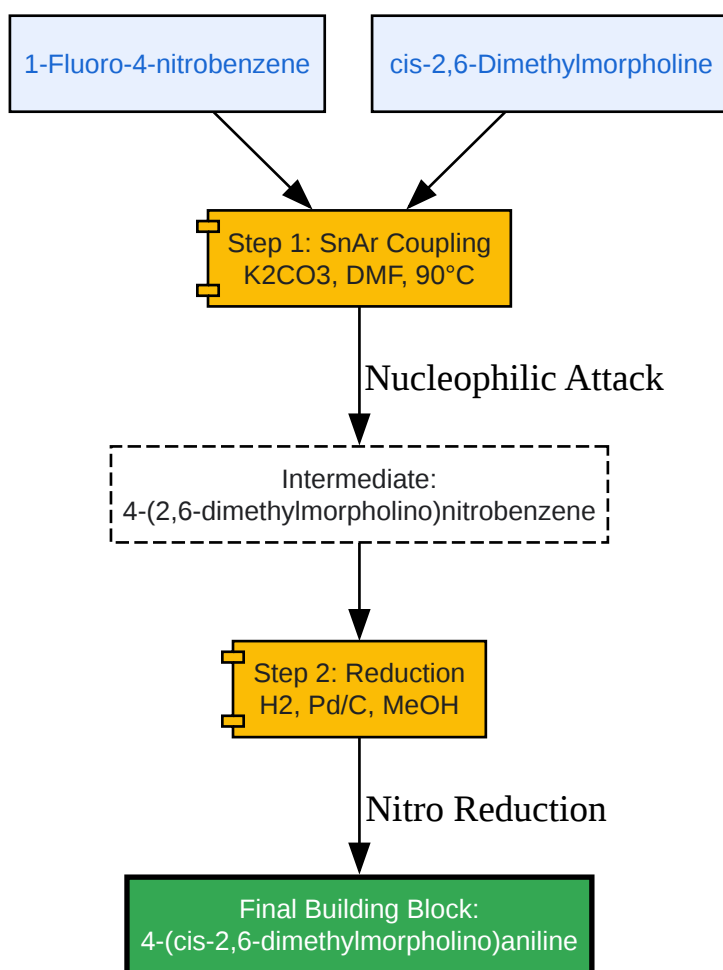 1-Fluoro-4-nitrobenzene
cis-2,6-Dimethylmorpholine
Step 1: SnAr Coupling
K2CO3, DMF, 90°C
Nucleophilic Attack
Intermediate:
4-(2,6-dimethylmorpholino)nitrobenzene
Step 2: Reduction
H2, Pd/C, MeOH
Nitro Reduction
Final Building Block:
4-(cis-2,6-dimethylmorpholino)aniline